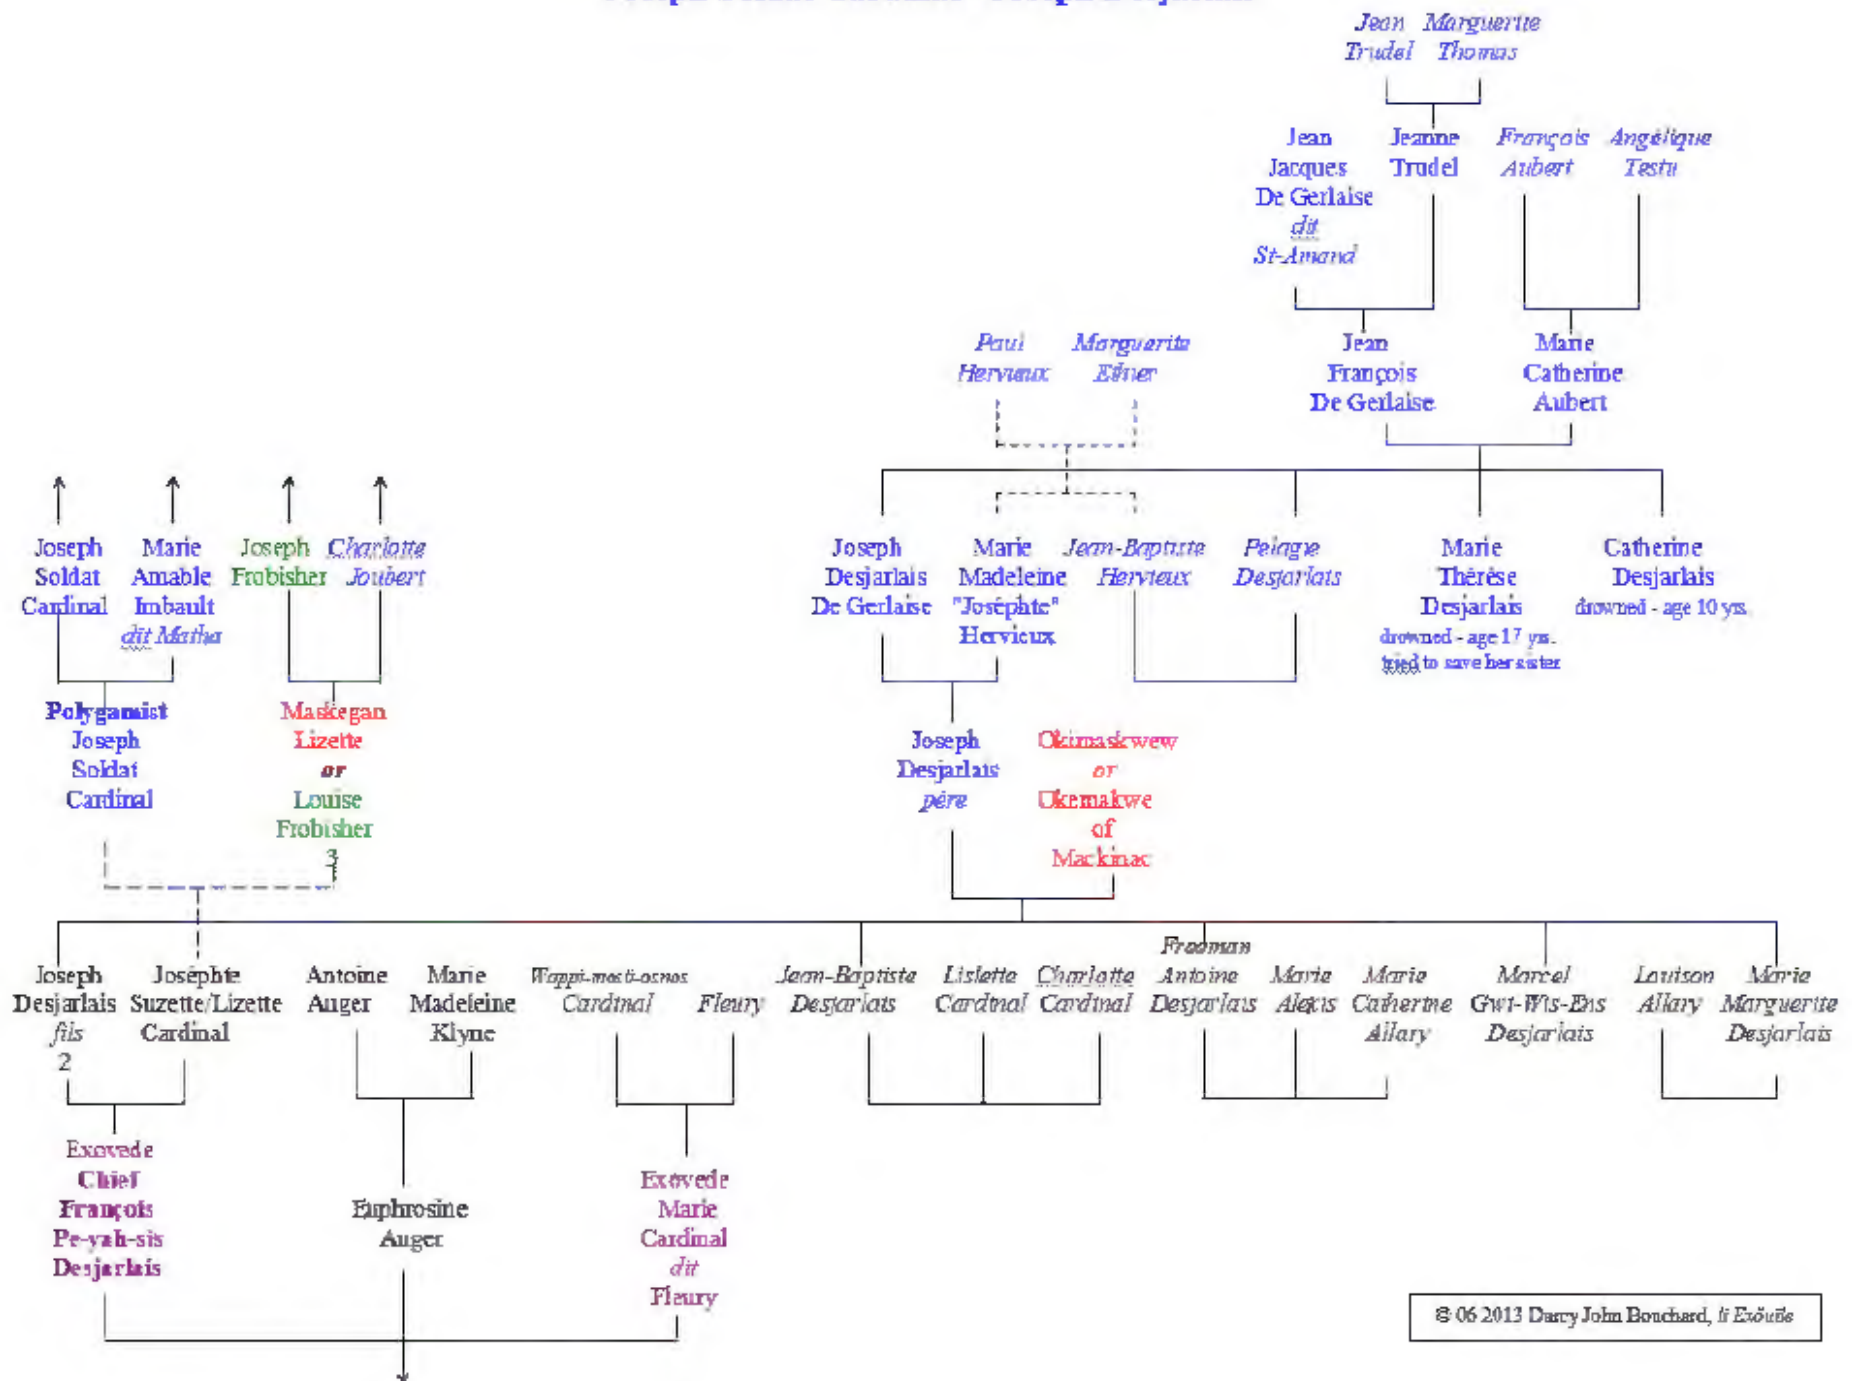 Jean Marguerite
Trudel Thomas
Jean Jeanne François Angélique
Jacques Trudel Aubert Testu
De Gerlaise
dit
St-Amand
Paul Marguerite Jean Marie
Hervieux François Catherine
De Gerlaise Aubert
Joseph Marie Joseph Charlotte Joseph Marie Jean-Baptiste Pelagie Marie Catherine
Soldat Amable Frobisher Joubert Desjarlais Madeleine Hervieux Desjarlais Thérèse Desjarlais
Cardinal Imbault De Gerlaise "Joséphte" Desjarlais drowned - age 10 yrs.
dit Matha Hervieux drowned - age 17 yrs.
tried to save her sister
Polygamist Maskegan
Joseph Lizette Joseph Okimaskwew
Soldat or Desjarlais or
Cardinal Louise père Okemakwe
Frobisher of
3 Mackinac
Freeman
Joseph Joséphte Antoine Marie Jean-Baptiste Lislette Charlotte Antoine Marie Marie Marcel Louison Marie
Desjarlais Suzette/Lizette Auger Madeleine Cardinal Fleury Desjarlais Cardinal Cardinal Desjarlais Alexis Catherine Gwi-Wis-Ens Allary Marguerite
fils Cardinal Klyne Allary Desjarlais Desjarlais
2
Exovede
Chief Exovede
François Euphrosine Marie
Pe-yah-sis Auger Cardinal
Desjarlais dit
Fleury
© 06 2013 Darcy John Bouchard, li